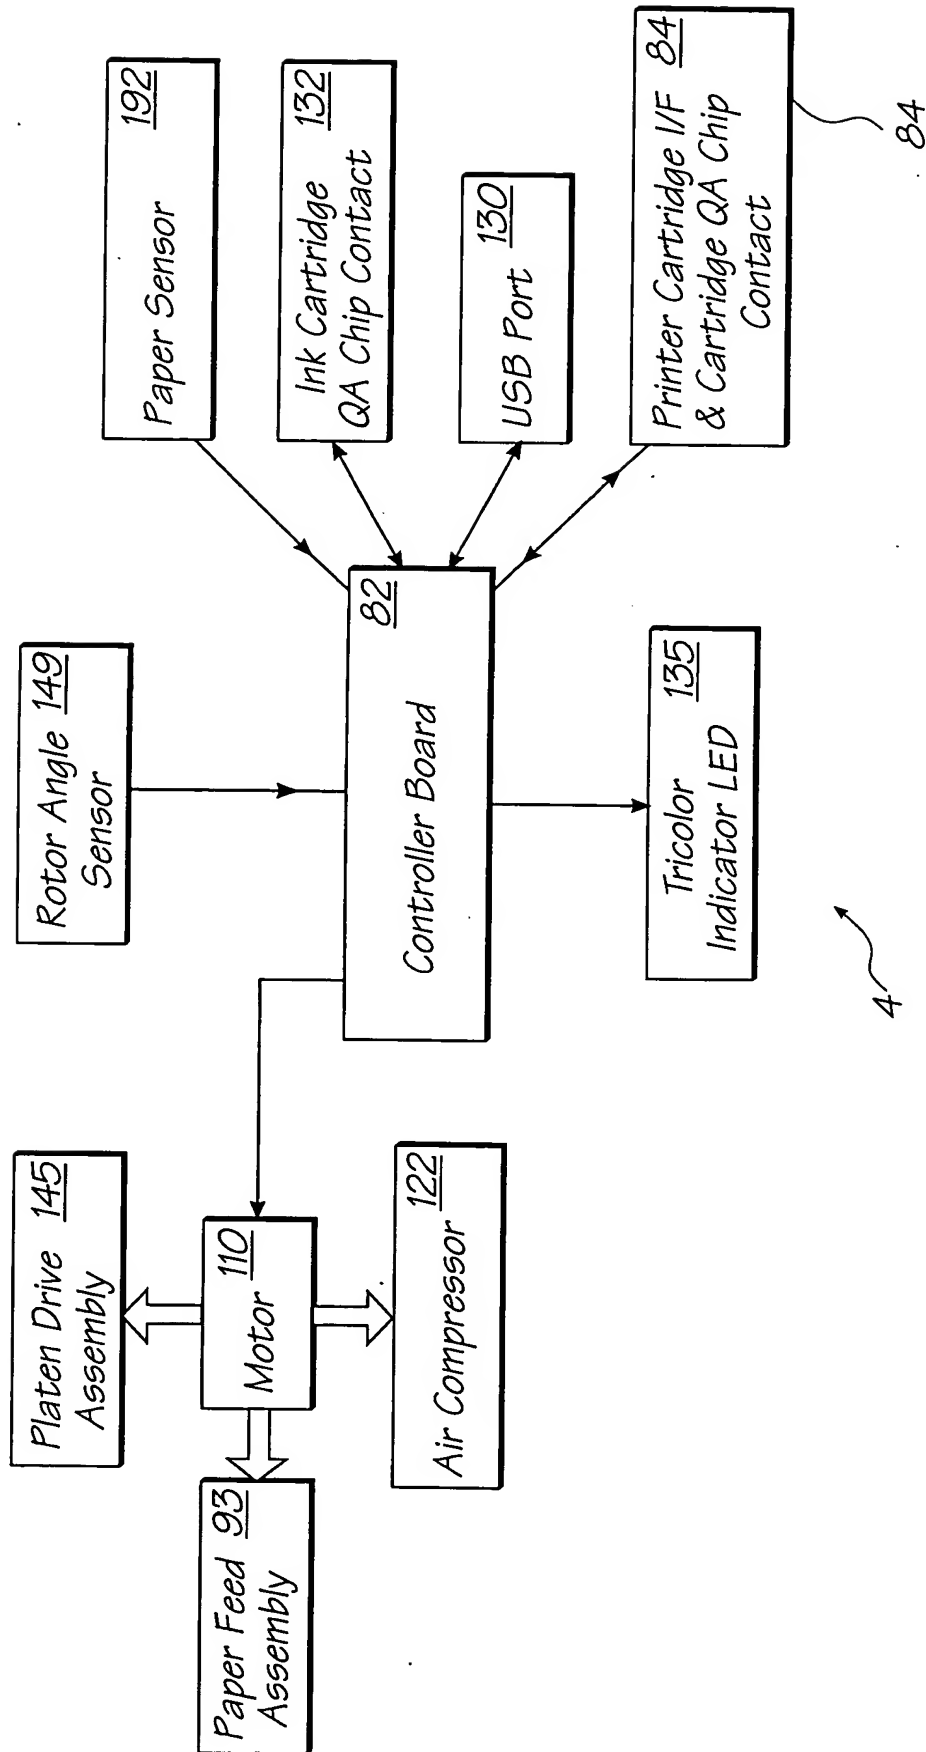 Paper Feed 93
Assembly
Platen Drive 145
Assembly
Motor 110
Air Compressor 122
Rotor Angle 149
Sensor
Controller Board 82
Tricolor 135
Indicator LED
Paper Sensor 192
Ink Cartridge 132
QA Chip Contact
USB Port 130
Printer Cartridge I/F 84
& Cartridge QA Chip
Contact
84
4